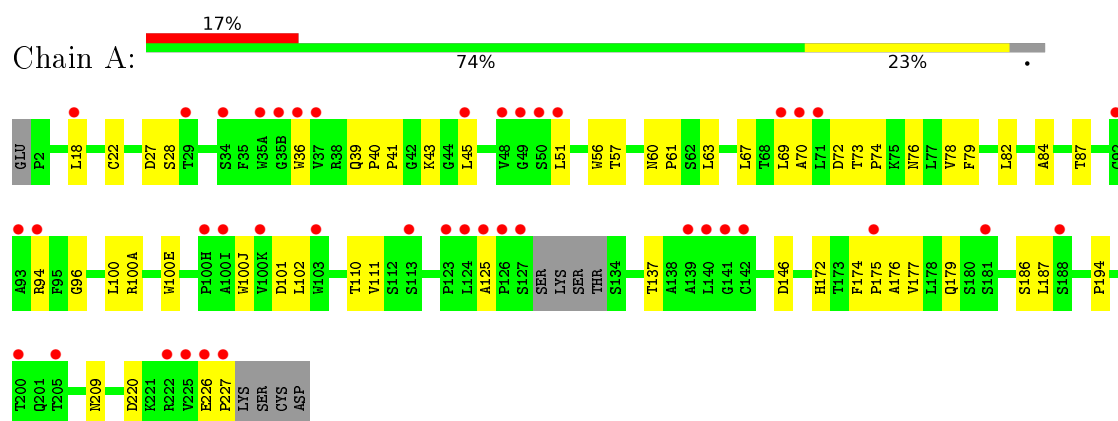 17%
Chain A:
74% 23% •
GLU P2 L18 C22 D27 S28 T29 S34 F35 W35A G35B W36 V37 R38 Q39 P40 P41 G42 K43 G44 L45 V48 G49 S50 L51 W56 T57 N60 P61 S62 L63 L67 T68 L69 A70 L71 D72 T73 P74 K75 N76 L77 V78 F79 L82 A84 T87
A93 R94 F95 G96 L100 R100A W100E P100H A100I W100J V100K D101 L102 W103 T110 V111 S112 S113 P123 L124 A125 P126 S127 SER LYS SER THR S134 T137 A138 A139 L140 G141 C142 D146 H172 T173 F174 P175 A176 V177 L178 Q179 S180 S181 S186 L187 S188 P194
T200 Q201 T205 N209 D220 K221 R222 V225 E226 P227 LYS SER CYS ASP